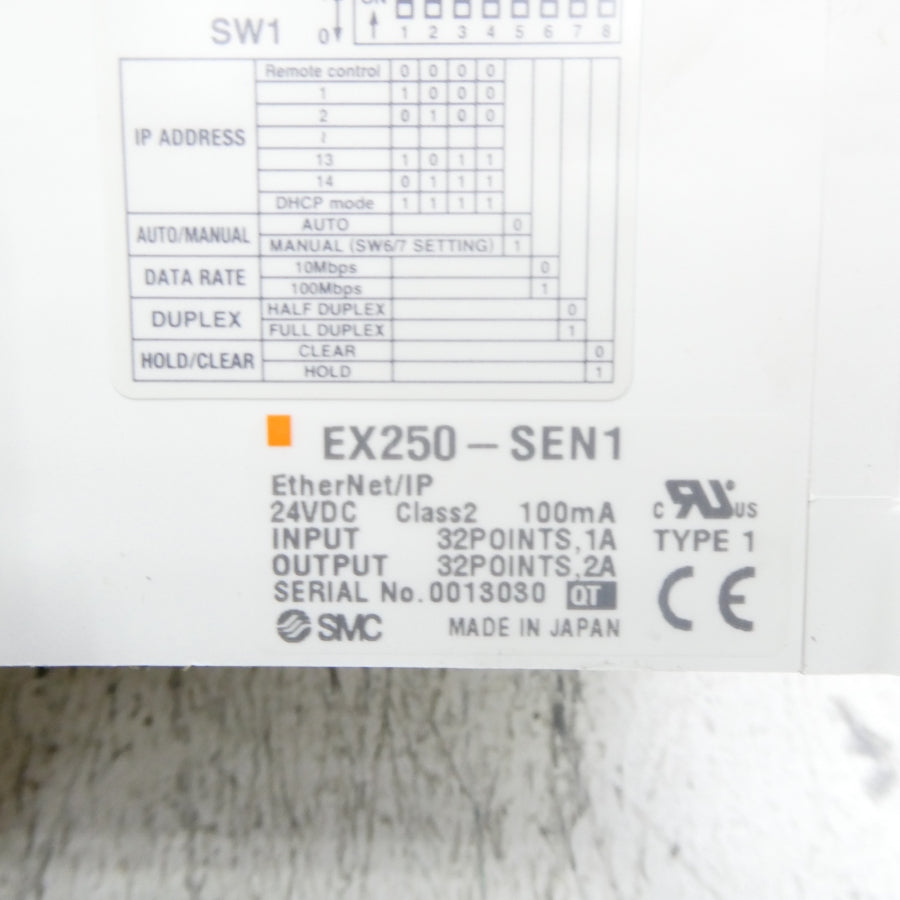 SW1 0 1 2 3 4 5 6 7 8
IP ADDRESS
Remote control 0 0 0 0
1 1 0 0 0
2 0 1 0 0
≀
13 1 0 1 1
14 0 1 1 1
DHCP mode 1 1 1 1
AUTO/MANUAL
AUTO 0
MANUAL (SW6/7 SETTING) 1
DATA RATE
10Mbps 0
100Mbps 1
DUPLEX
HALF DUPLEX 0
FULL DUPLEX 1
HOLD/CLEAR
CLEAR 0
HOLD 1
EX250-SEN1
EtherNet/IP
24VDC Class2 100mA
INPUT 32POINTS,1A
OUTPUT 32POINTS,2A
SERIAL No.0013030 QT
SMC MADE IN JAPAN
C RU US
TYPE 1
CE